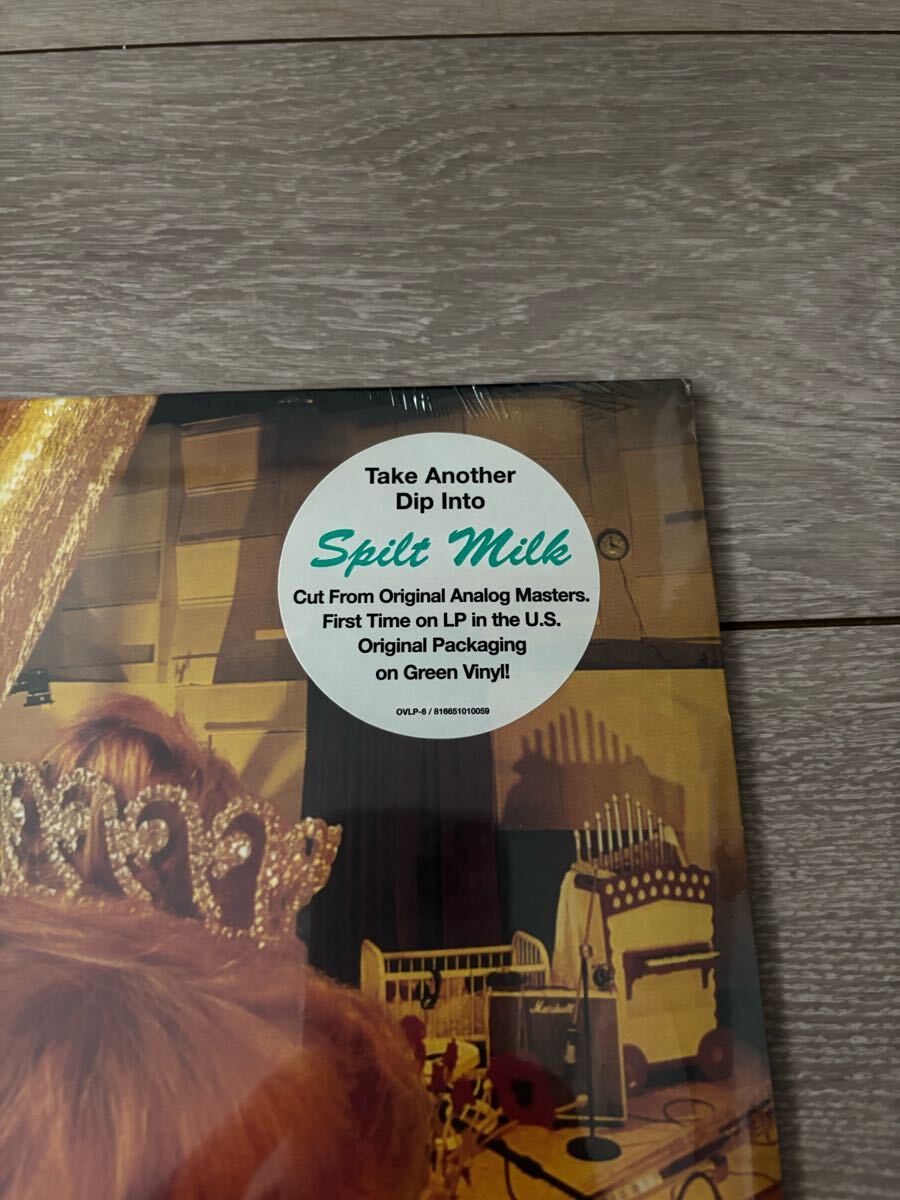 Take Another
Dip Into
Spilt Milk
Cut From Original Analog Masters.
First Time on LP in the U.S.
Original Packaging
on Green Vinyl!
OVLP-6 / 816651010059
Marshall